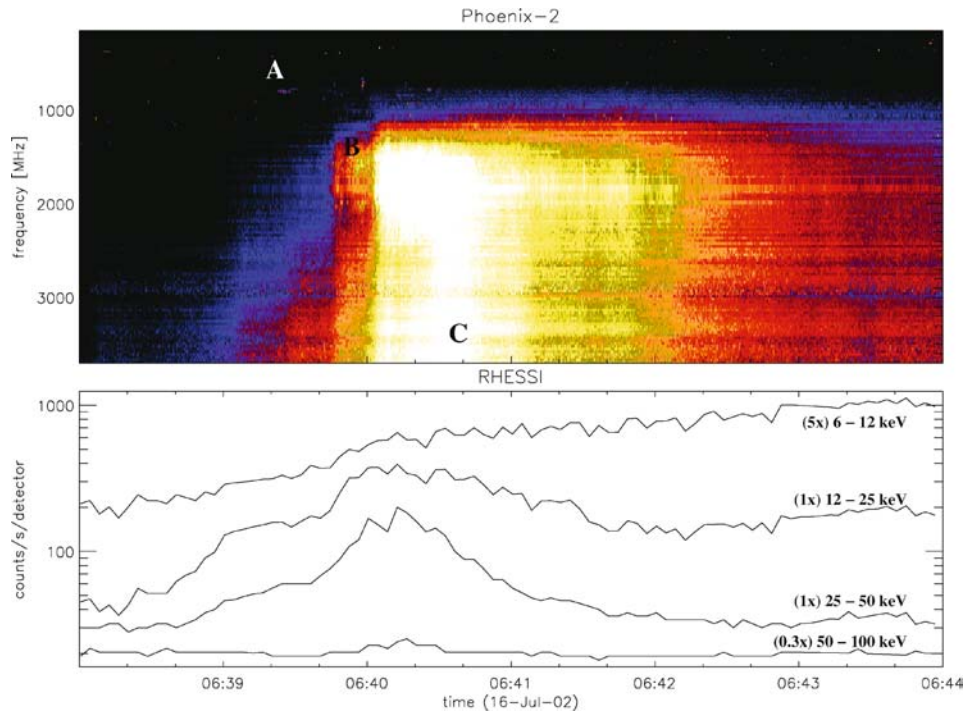 Phoenix-2
A
B
C
frequency [MHz]
1000
2000
3000
RHESSI
counts/s/detector
1000
100
(5x) 6 – 12 keV
(1x) 12 – 25 keV
(1x) 25 – 50 keV
(0.3x) 50 – 100 keV
06:39 06:40 06:41 06:42 06:43 06:44
time (16-Jul-02)